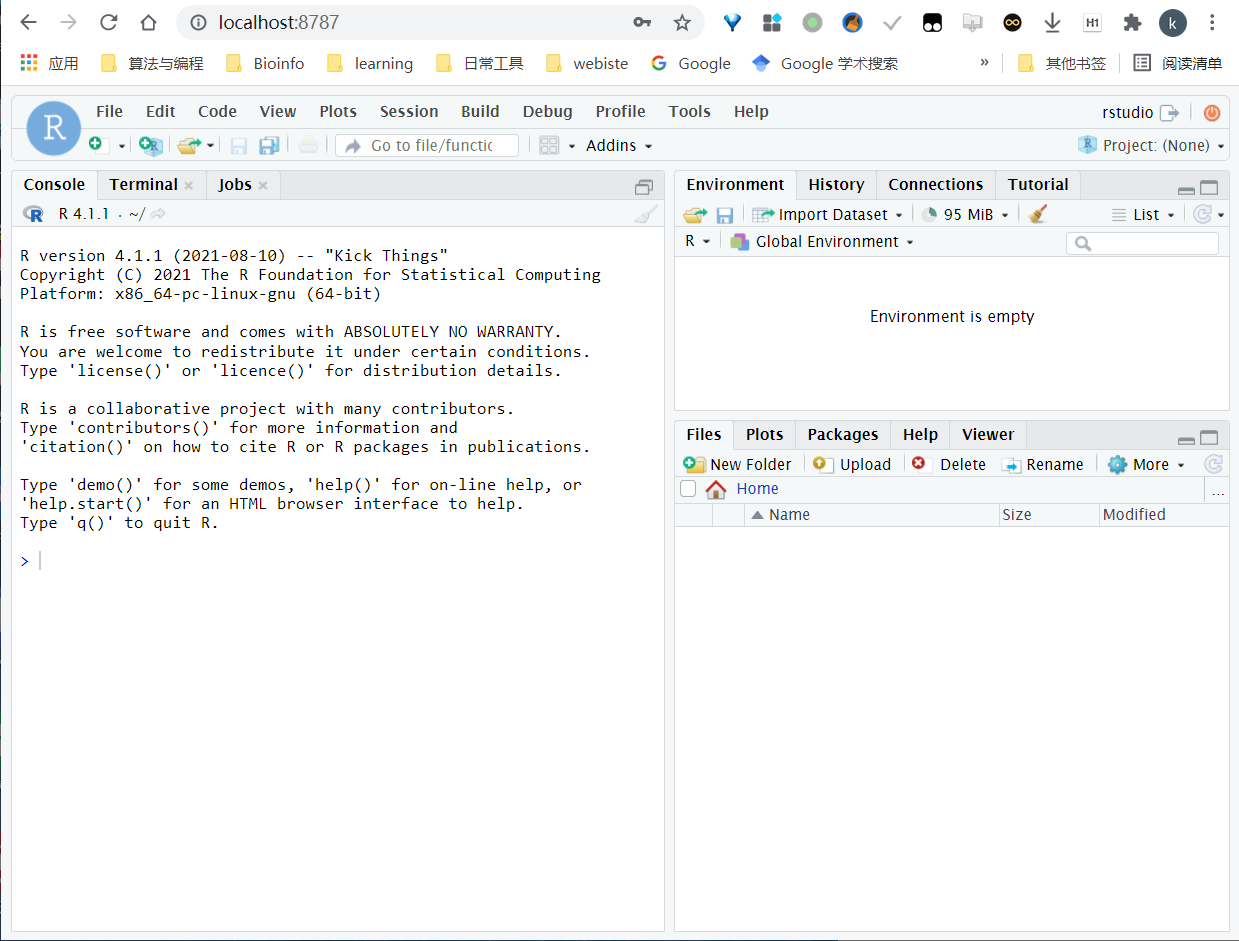 localhost:8787
H1
k
应用 算法与编程 Bioinfo learning 日常工具 webiste Google Google 学术搜索 » 其他书签 阅读清单
R
File Edit Code View Plots Session Build Debug Profile Tools Help
rstudio
Go to file/functic
Addins
Project: (None)
Console Terminal Jobs
R 4.1.1 · ~/
R version 4.1.1 (2021-08-10) -- "Kick Things"
Copyright (C) 2021 The R Foundation for Statistical Computing
Platform: x86_64-pc-linux-gnu (64-bit)
R is free software and comes with ABSOLUTELY NO WARRANTY.
You are welcome to redistribute it under certain conditions.
Type 'license()' or 'licence()' for distribution details.
R is a collaborative project with many contributors.
Type 'contributors()' for more information and
'citation()' on how to cite R or R packages in publications.
Type 'demo()' for some demos, 'help()' for on-line help, or
'help.start()' for an HTML browser interface to help.
Type 'q()' to quit R.
>
Environment History Connections Tutorial
Import Dataset 95 MiB List
R Global Environment
Environment is empty
Files Plots Packages Help Viewer
New Folder Upload Delete Rename More
Home ...
Name Size Modified